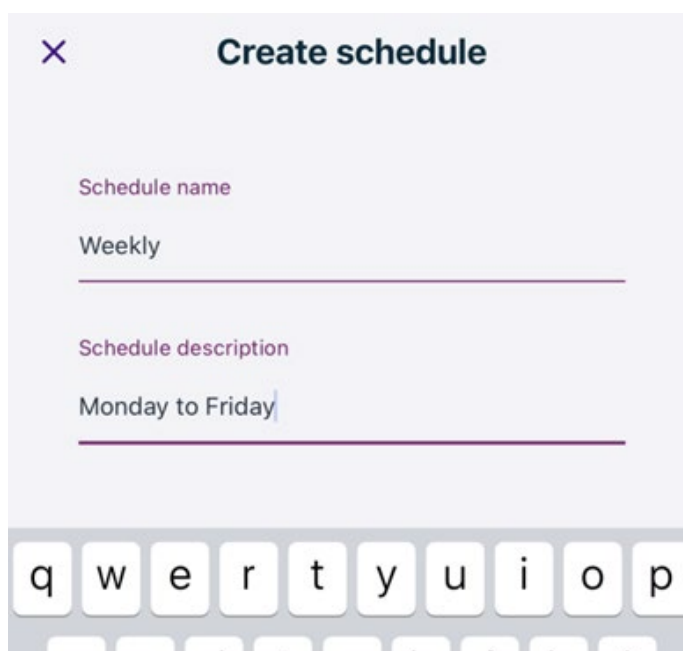 Create schedule
Schedule name
Weekly
Schedule description
Monday to Friday
q w e r t y u i o p